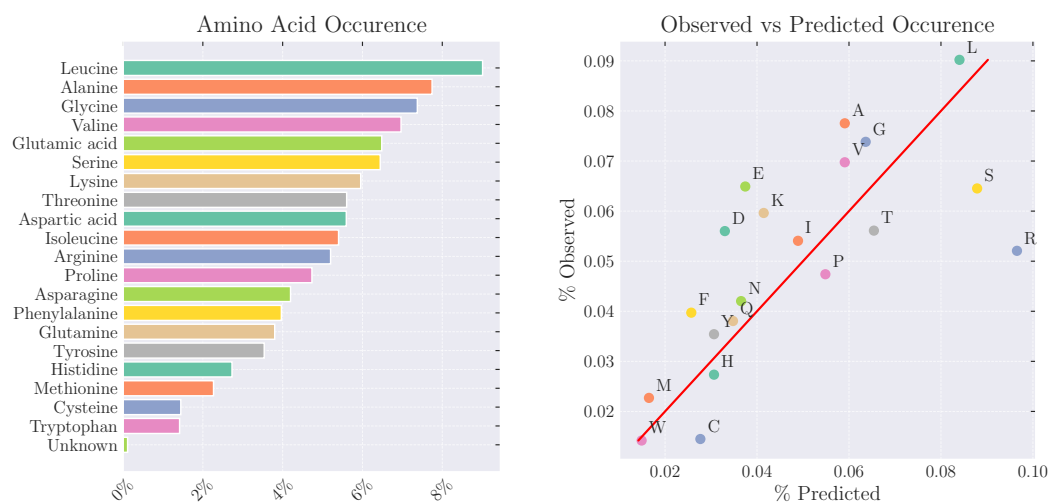 Amino Acid Occurence
Leucine
Alanine
Glycine
Valine
Glutamic acid
Serine
Lysine
Threonine
Aspartic acid
Isoleucine
Arginine
Proline
Asparagine
Phenylalanine
Glutamine
Tyrosine
Histidine
Methionine
Cysteine
Tryptophan
Unknown
0% 2% 4% 6% 8%
Observed vs Predicted Occurence
% Observed
0.09
0.08
0.07
0.06
0.05
0.04
0.03
0.02
L
A
G
V
E
S
K
D
T
I
R
P
N
F
Q
Y
H
M
W
C
0.02 0.04 0.06 0.08 0.10
% Predicted